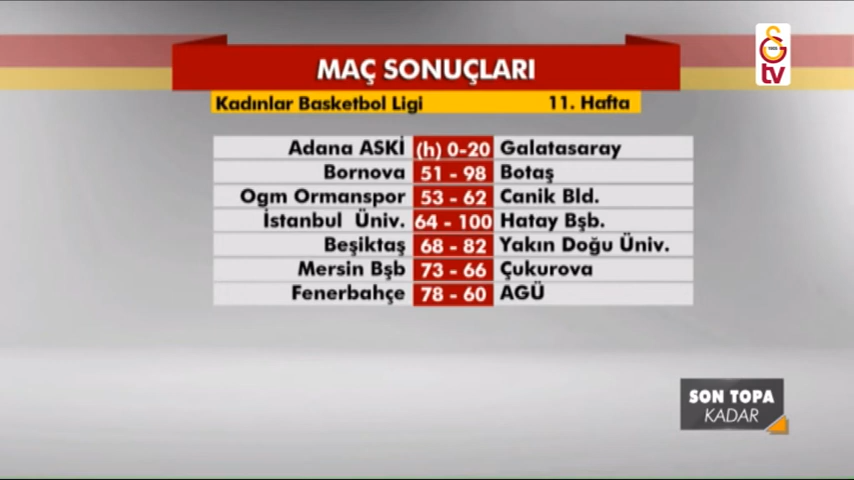 MAÇ SONUÇLARI
Kadınlar Basketbol Ligi 11. Hafta
Adana ASKİ (h) 0-20 Galatasaray
Bornova 51 - 98 Botaş
Ogm Ormanspor 53 - 62 Canik Bld.
İstanbul Üniv. 64 - 100 Hatay Bşb.
Beşiktaş 68 - 82 Yakın Doğu Üniv.
Mersin Bşb 73 - 66 Çukurova
Fenerbahçe 78 - 60 AGÜ
SON TOPA
KADAR
tv